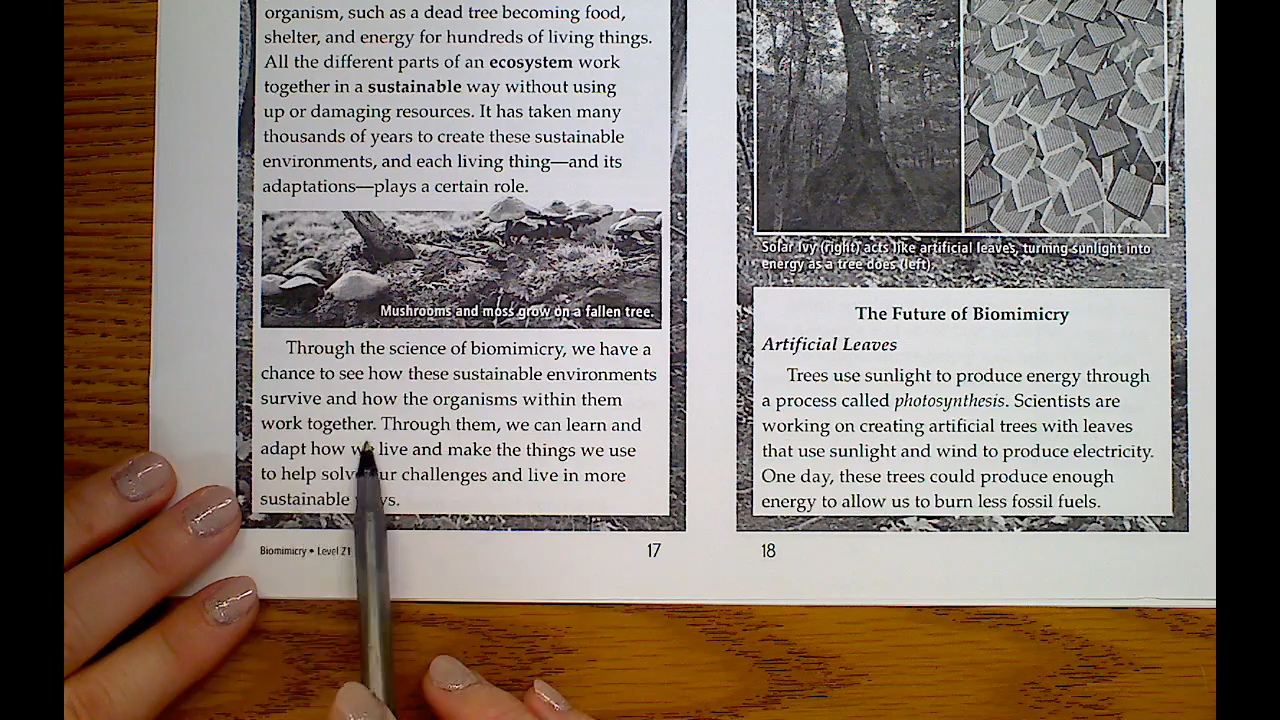 organism, such as a dead tree becoming food,
shelter, and energy for hundreds of living things.
All the different parts of an ecosystem work
together in a sustainable way without using
up or damaging resources. It has taken many
thousands of years to create these sustainable
environments, and each living thing—and its
adaptations—plays a certain role.
Mushrooms and moss grow on a fallen tree.
Through the science of biomimicry, we have a
chance to see how these sustainable environments
survive and how the organisms within them
work together. Through them, we can learn and
adapt how we live and make the things we use
to help solve our challenges and live in more
sustainable
Biomimicry • Level Z1
17
Solar Ivy (right) acts like artificial leaves, turning sunlight into
energy as a tree does (left).
The Future of Biomimicry
Artificial Leaves
Trees use sunlight to produce energy through
a process called photosynthesis. Scientists are
working on creating artificial trees with leaves
that use sunlight and wind to produce electricity.
One day, these trees could produce enough
energy to allow us to burn less fossil fuels.
18